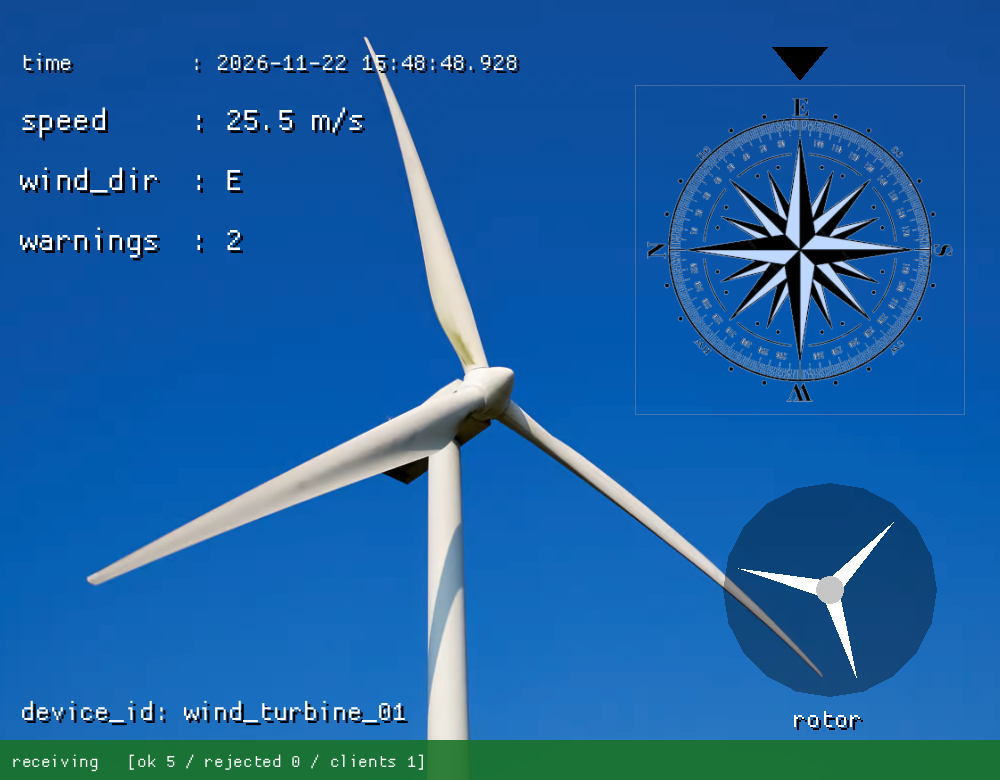 time : 2026-11-22 15:48:48.928
speed : 25.5 m/s
wind_dir : E
warnings : 2
E
N
S
W
device_id: wind_turbine_01
rotor
receiving [ok 5 / rejected 0 / clients 1]